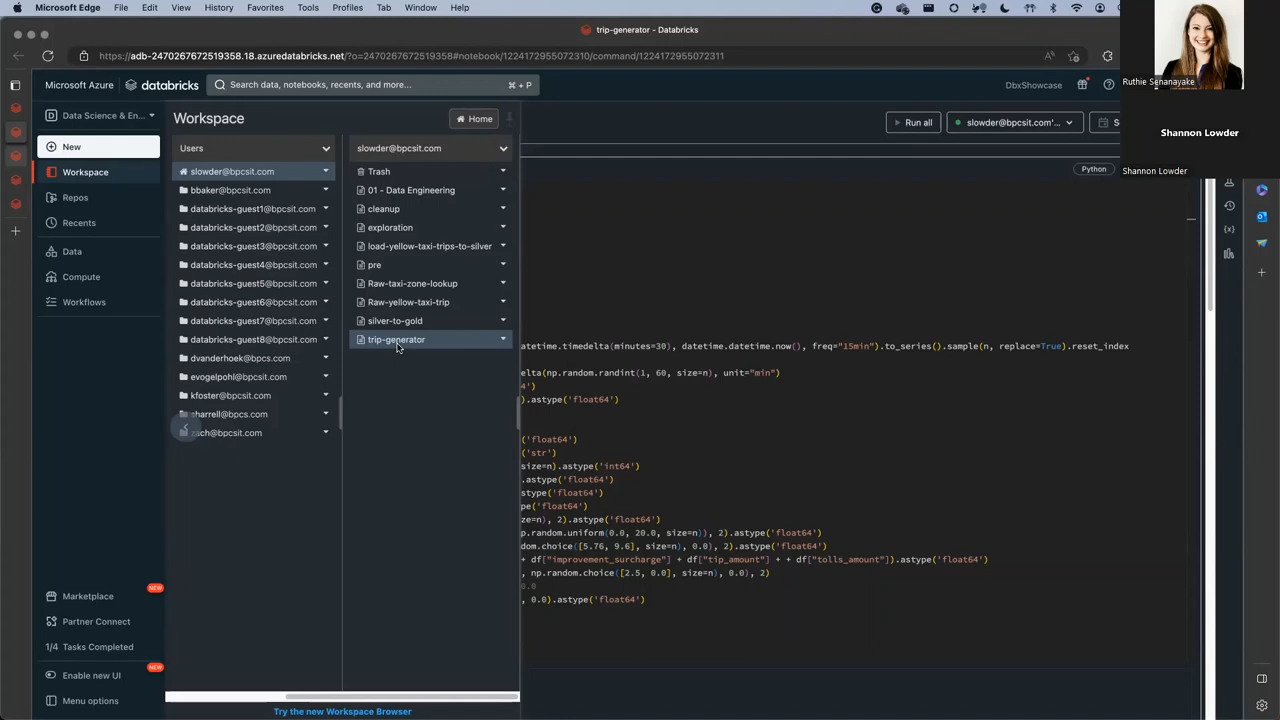 Safari File Edit View History Bookmarks Favorites Tools Profiles Tab Window Help
trip-generator - Databricks
https://adb-2470267672519358.18.azuredatabricks.net/?o=2470267672519358#notebook/1224172955072310/command/1224172955072311
Microsoft Azure databricks Search data, notebooks, recents, and more... ⌘ + P DbxShowcase
Ruthie Senanayake
Shannon Lowder
Shannon Lowder
D Data Science & En...
New
Workspace
Repos
Recents
Data
Compute
Workflows
Marketplace NEW
Partner Connect
1/4 Tasks Completed
Enable new UI NEW
Menu options
Workspace Home
Users
slowder@bpcsit.com
bbaker@bpcsit.com
databricks-guest1@bpcsit.com
databricks-guest2@bpcsit.com
databricks-guest3@bpcsit.com
databricks-guest4@bpcsit.com
databricks-guest5@bpcsit.com
databricks-guest6@bpcsit.com
databricks-guest7@bpcsit.com
databricks-guest8@bpcsit.com
dvanderhoek@bpcs.com
evogelpohl@bpcsit.com
kfoster@bpcsit.com
sharrell@bpcs.com
zach@bpcsit.com
slowder@bpcsit.com
Trash
01 - Data Engineering
cleanup
exploration
load-yellow-taxi-trips-to-silver
pre
Raw-taxi-zone-lookup
Raw-yellow-taxi-trip
silver-to-gold
trip-generator
Try the new Workspace Browser
Run all slowder@bpcsit.com'... S
Python
atetime.timedelta(minutes=30), datetime.datetime.now(), freq="15min").to_series().sample(n, replace=True).reset_index
elta(np.random.randint(1, 60, size=n), unit="min")
4')
).astype('float64')
('float64')
('str')
size=n).astype('int64')
.astype('float64')
stype('float64')
pe('float64')
ze=n), 2).astype('float64')
p.random.uniform(0.0, 20.0, size=n)), 2).astype('float64')
dom.choice([5.76, 9.6], size=n), 0.0), 2).astype('float64')
+ df["improvement_surcharge"] + df["tip_amount"] + + df["tolls_amount"]).astype('float64')
, np.random.choice([2.5, 0.0], size=n), 0.0), 2)
0.0
, 0.0).astype('float64')